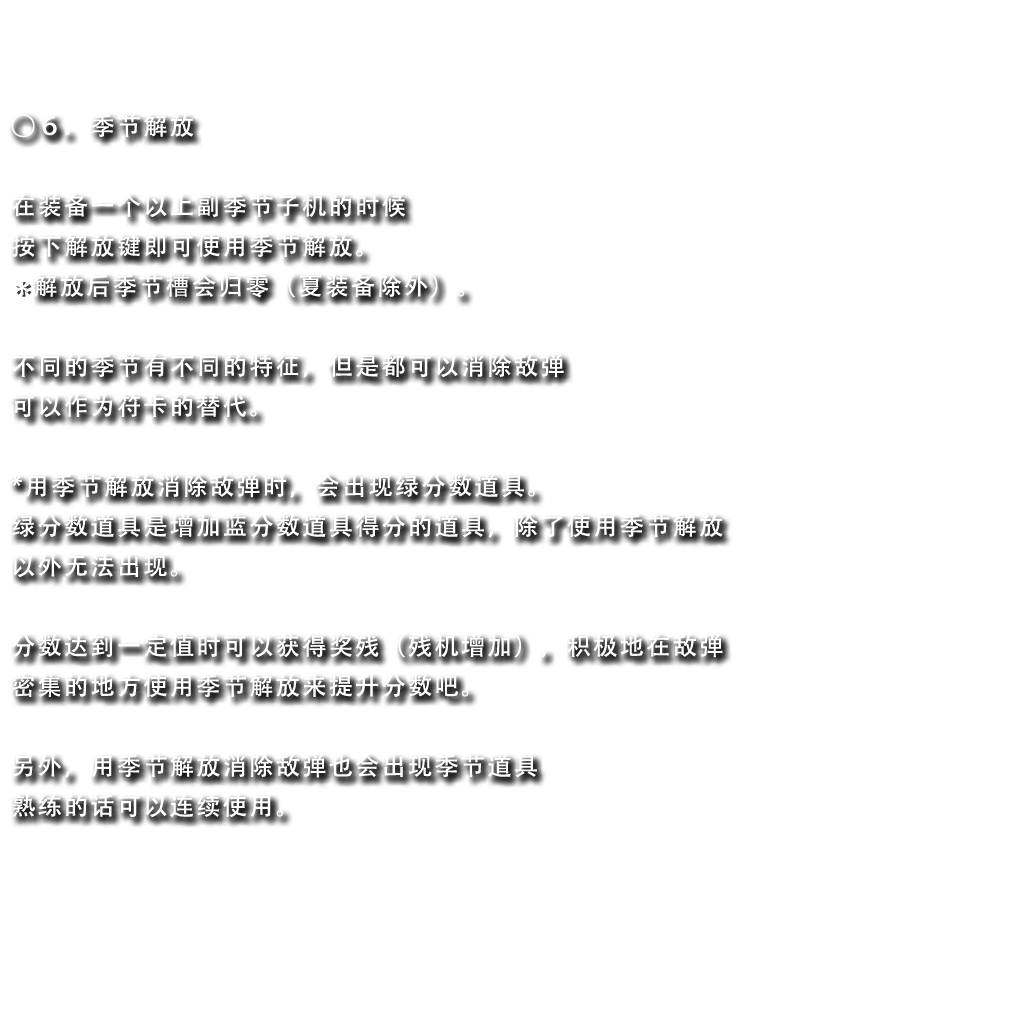 〇６．季节解放
在装备一个以上副季节子机的时候
按下解放键即可使用季节解放。
＊解放后季节槽会归零（夏装备除外）。
不同的季节有不同的特征，但是都可以消除敌弹
可以作为符卡的替代。
*用季节解放消除敌弹时，会出现绿分数道具。
绿分数道具是增加蓝分数道具得分的道具，除了使用季节解放
以外无法出现。
分数达到一定值时可以获得奖残（残机增加），积极地在敌弹
密集的地方使用季节解放来提升分数吧。
另外，用季节解放消除敌弹也会出现季节道具
熟练的话可以连续使用。